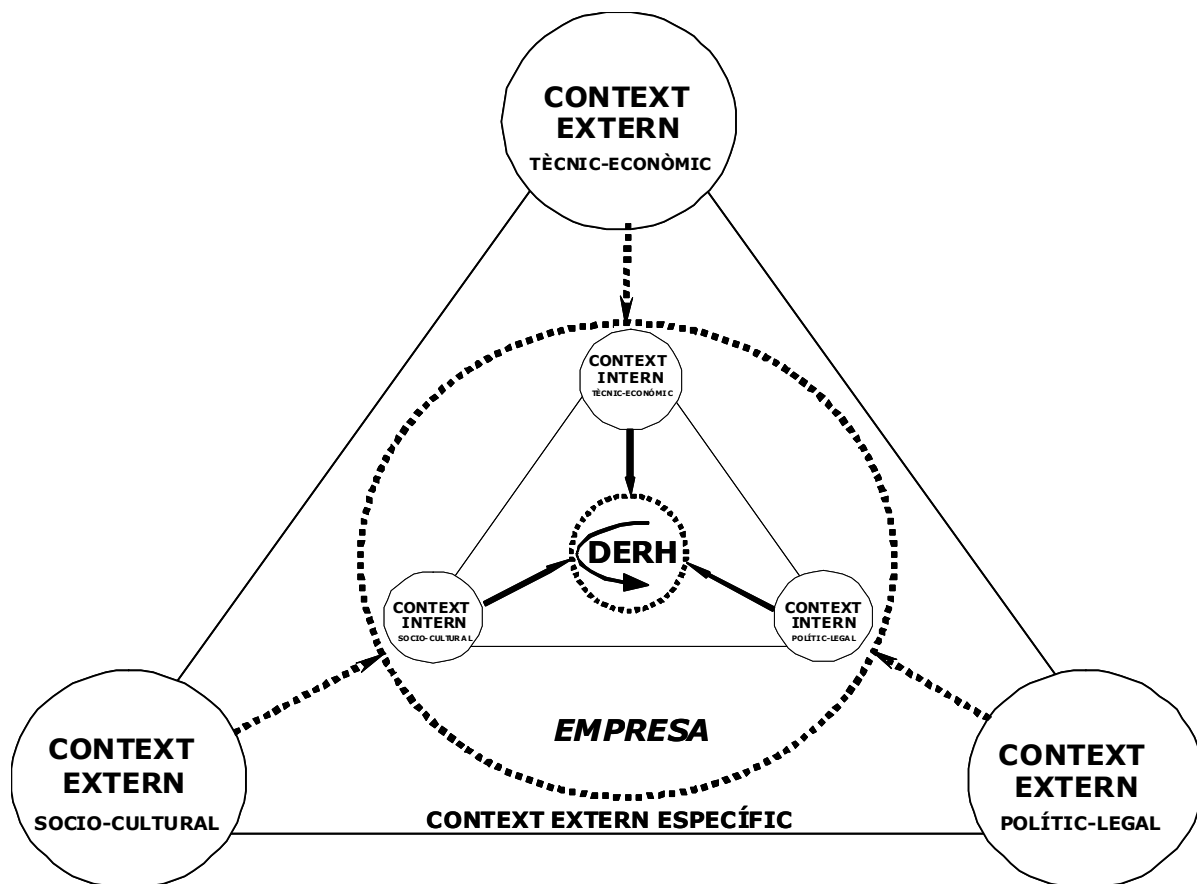 CONTEXT
EXTERN
TÈCNIC-ECONÒMIC
CONTEXT
INTERN
TÈCNIC-ECONÓMIC
DERH
CONTEXT
INTERN
SOCIO-CULTURAL
CONTEXT
INTERN
POLÍTIC-LEGAL
EMPRESA
CONTEXT
EXTERN
SOCIO-CULTURAL
CONTEXT
EXTERN
POLÍTIC-LEGAL
CONTEXT EXTERN ESPECÍFIC